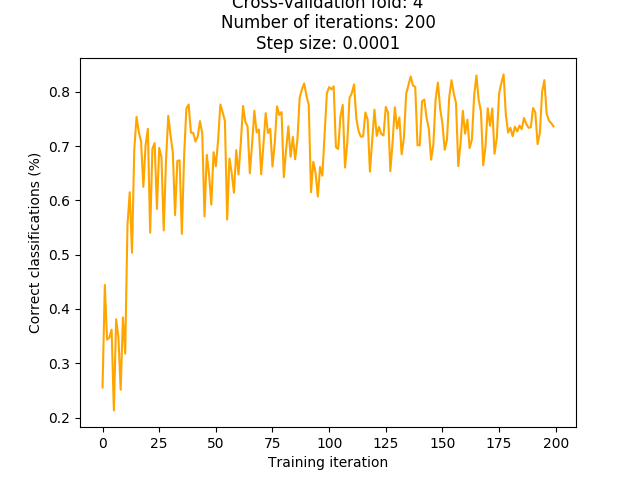 Cross-validation fold: 4
Number of iterations: 200
Step size: 0.0001
Correct classifications (%)
0.8
0.7
0.6
0.5
0.4
0.3
0.2
0 25 50 75 100 125 150 175 200
Training iteration